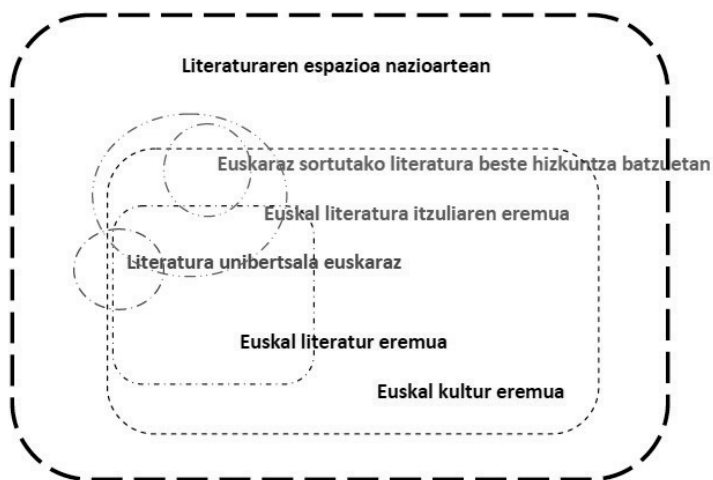 Literaturaren espazioa nazioartean
Euskaraz sortutako literatura beste hizkuntza batzuetan
Euskal literatura itzuliaren eremua
Literatura unibertsala euskaraz
Euskal literatur eremua
Euskal kultur eremua